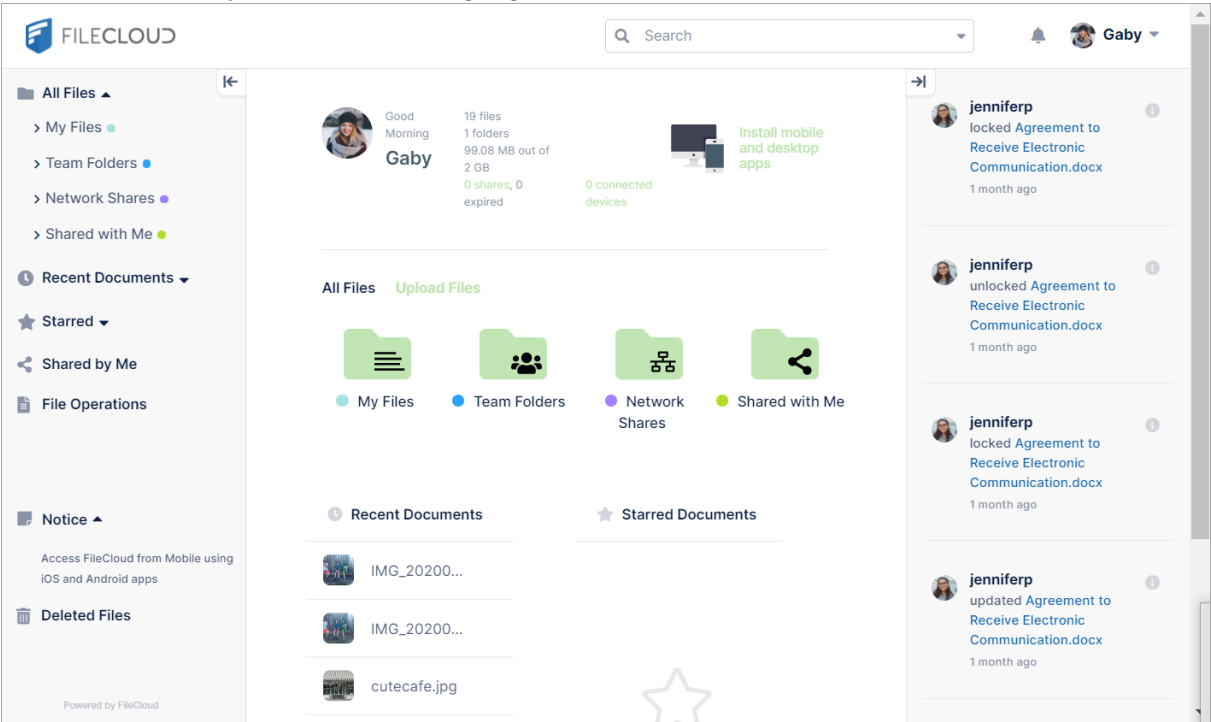 FILECLOUD
Search
Gaby
All Files
My Files
Team Folders
Network Shares
Shared with Me
Recent Documents
Starred
Shared by Me
File Operations
Notice
Access FileCloud from Mobile using
iOS and Android apps
Deleted Files
Powered by FileCloud
Good
Morning
Gaby
19 files
1 folders
99.08 MB out of
2 GB
0 shares, 0
expired
0 connected
devices
Install mobile
and desktop
apps
All Files Upload Files
My Files
Team Folders
Network
Shares
Shared with Me
Recent Documents
IMG_20200...
IMG_20200...
cutecafe.jpg
Starred Documents
jenniferp
locked Agreement to
Receive Electronic
Communication.docx
1 month ago
jenniferp
unlocked Agreement to
Receive Electronic
Communication.docx
1 month ago
jenniferp
locked Agreement to
Receive Electronic
Communication.docx
1 month ago
jenniferp
updated Agreement to
Receive Electronic
Communication.docx
1 month ago